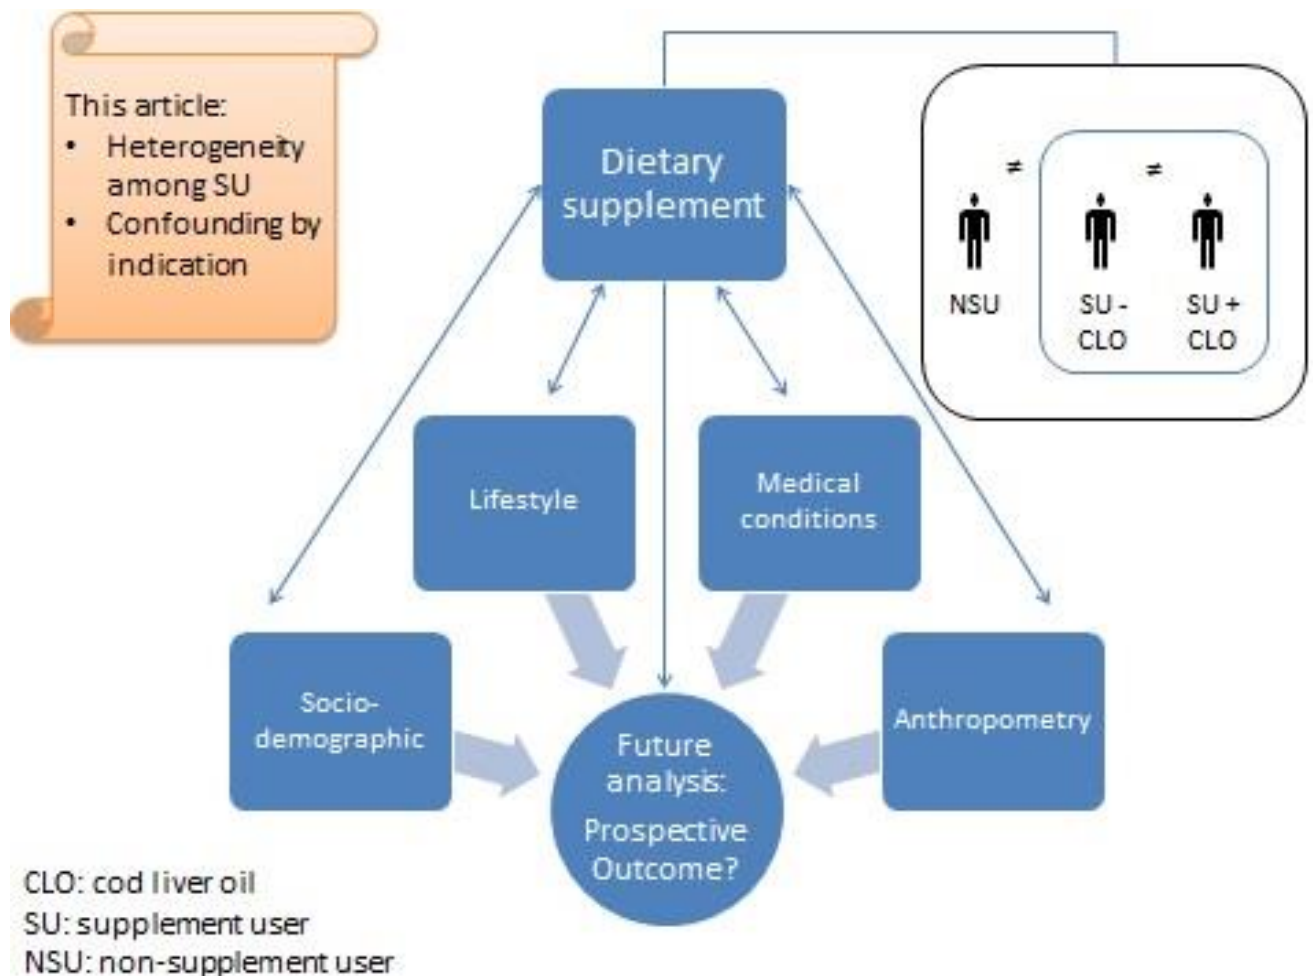 This article:
• Heterogeneity
among SU
• Confounding by
indication
Dietary
supplement
≠ ≠
NSU
SU -
CLO
SU +
CLO
Lifestyle
Medical
conditions
Socio-
demographic
Anthropometry
Future
analysis:
Prospective
Outcome?
CLO: cod liver oil
SU: supplement user
NSU: non-supplement user